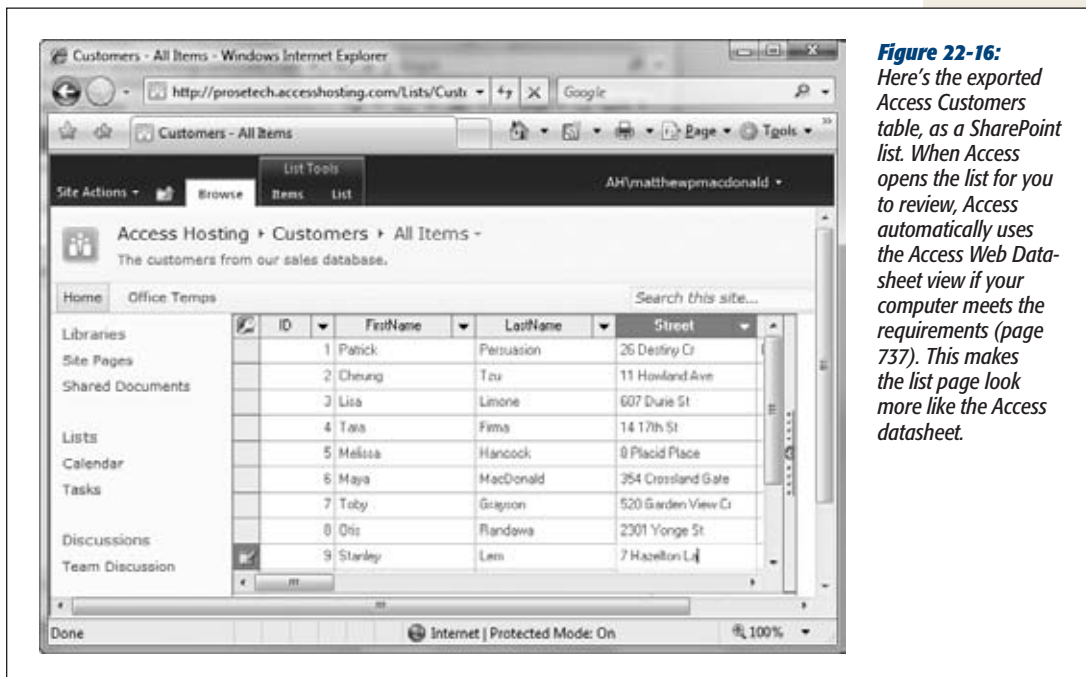 Customers - All Items - Windows Internet Explorer
http://prosetech.accesshosting.com/Lists/Custo
Google
Customers - All Items
Page
Tools
Site Actions
Browse
List Tools
Items
List
AH\matthewpmacdonald
Access Hosting
Customers
All Items
The customers from our sales database.
Home
Office Temps
Search this site...
Libraries
Site Pages
Shared Documents
Lists
Calendar
Tasks
Discussions
Team Discussion
ID FirstName LastName Street
1 Patrick Persuasion 26 Destiny Cr
2 Cheung Tzu 11 Howland Ave
3 Lisa Limone 607 Durie St
4 Tara Firma 14 17th St
5 Melissa Hancock 8 Placid Place
6 Maya MacDonald 354 Crossland Gate
7 Toby Grayson 520 Garden View Cr
8 Otis Randawa 2301 Yonge St
9 Stanley Lem 7 Hazelton La
Done
Internet | Protected Mode: On
100%
Figure 22-16:
Here’s the exported
Access Customers
table, as a SharePoint
list. When Access
opens the list for you
to review, Access
automatically uses
the Access Web Data-
sheet view if your
computer meets the
requirements (page
737). This makes
the list page look
more like the Access
datasheet.